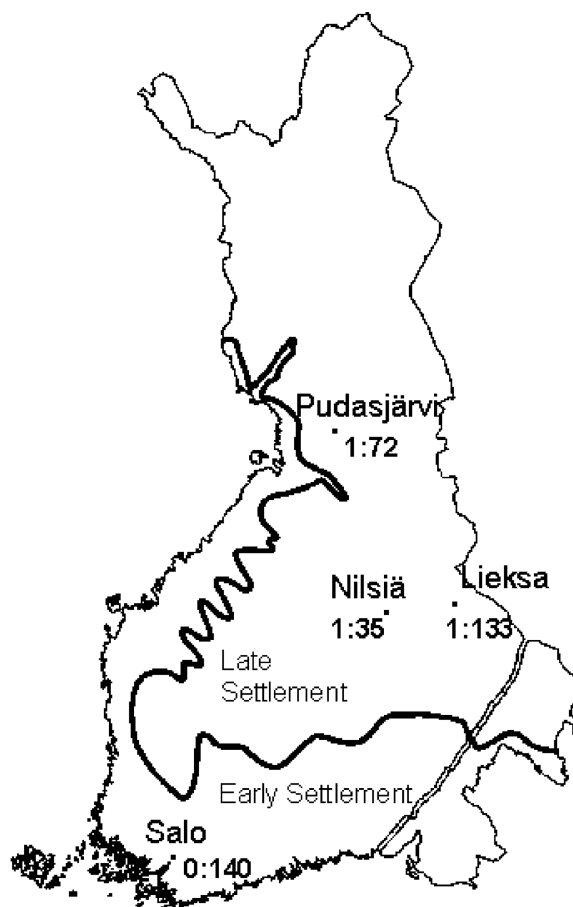 Pudasjärvi
1:72
Nilsiä
1:35
Lieksa
1:133
Late
Settlement
Early Settlement
Salo
0:140